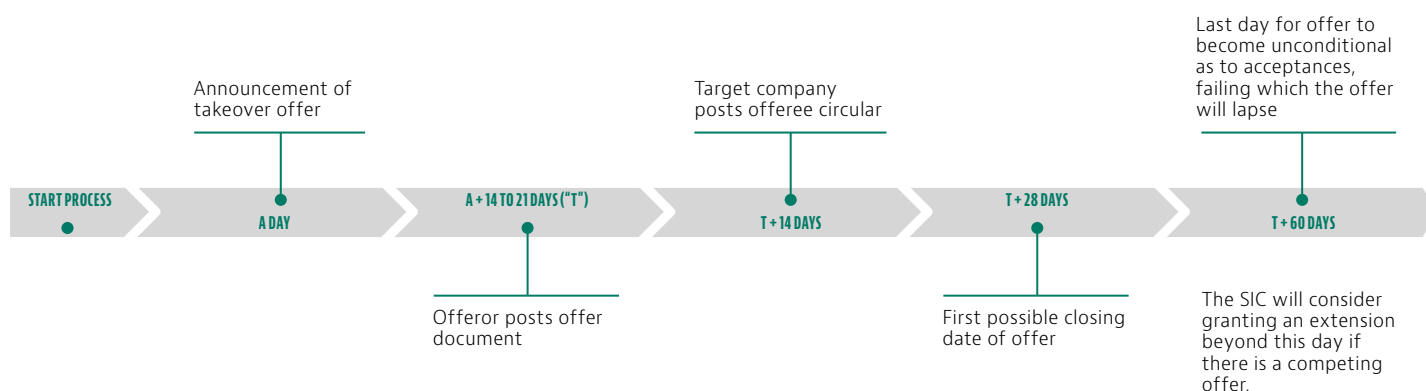 Announcement of
takeover offer
Target company
posts offeree circular
Last day for offer to
become unconditional
as to acceptances,
failing which the offer
will lapse
START PROCESS
A DAY
A + 14 TO 21 DAYS ("T")
T + 14 DAYS
T + 28 DAYS
T + 60 DAYS
Offeror posts offer
document
First possible closing
date of offer
The SIC will consider
granting an extension
beyond this day if
there is a competing
offer.